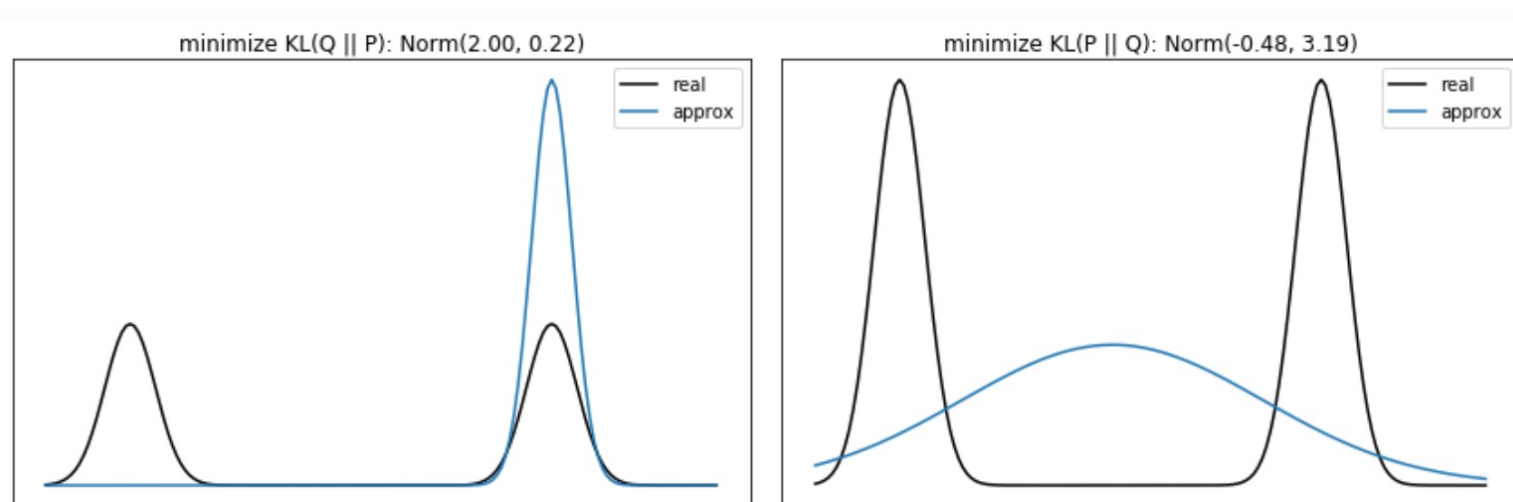 minimize KL(Q || P): Norm(2.00, 0.22)
real
approx
minimize KL(P || Q): Norm(-0.48, 3.19)
real
approx